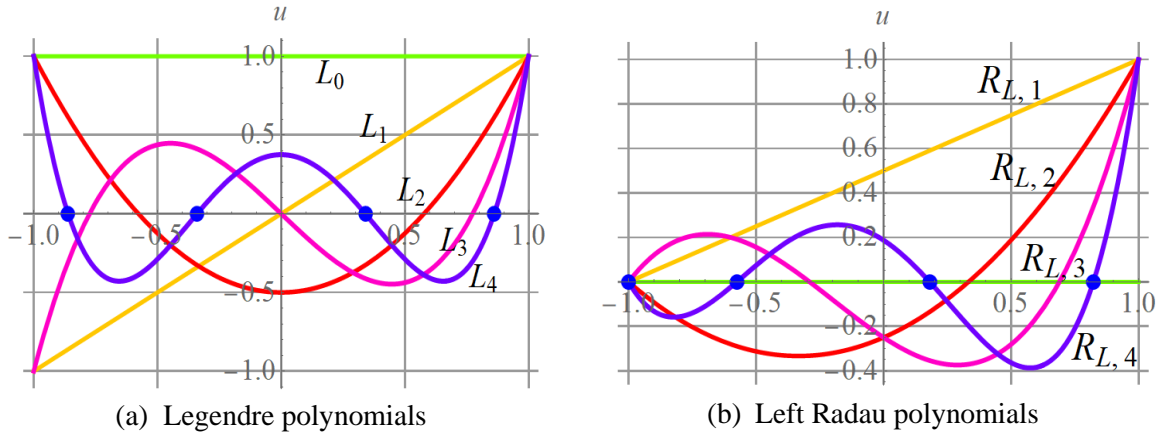 u
1.0
0.5
−0.5
−1.0
−1.0
−0.5
0.5
1.0
L0
L1
L2
L3
L4
(a) Legendre polynomials
u
1.0
0.8
0.6
0.4
0.2
−0.2
−0.4
−1.0
−0.5
0.5
1.0
RL, 1
RL, 2
RL, 3
RL, 4
(b) Left Radau polynomials